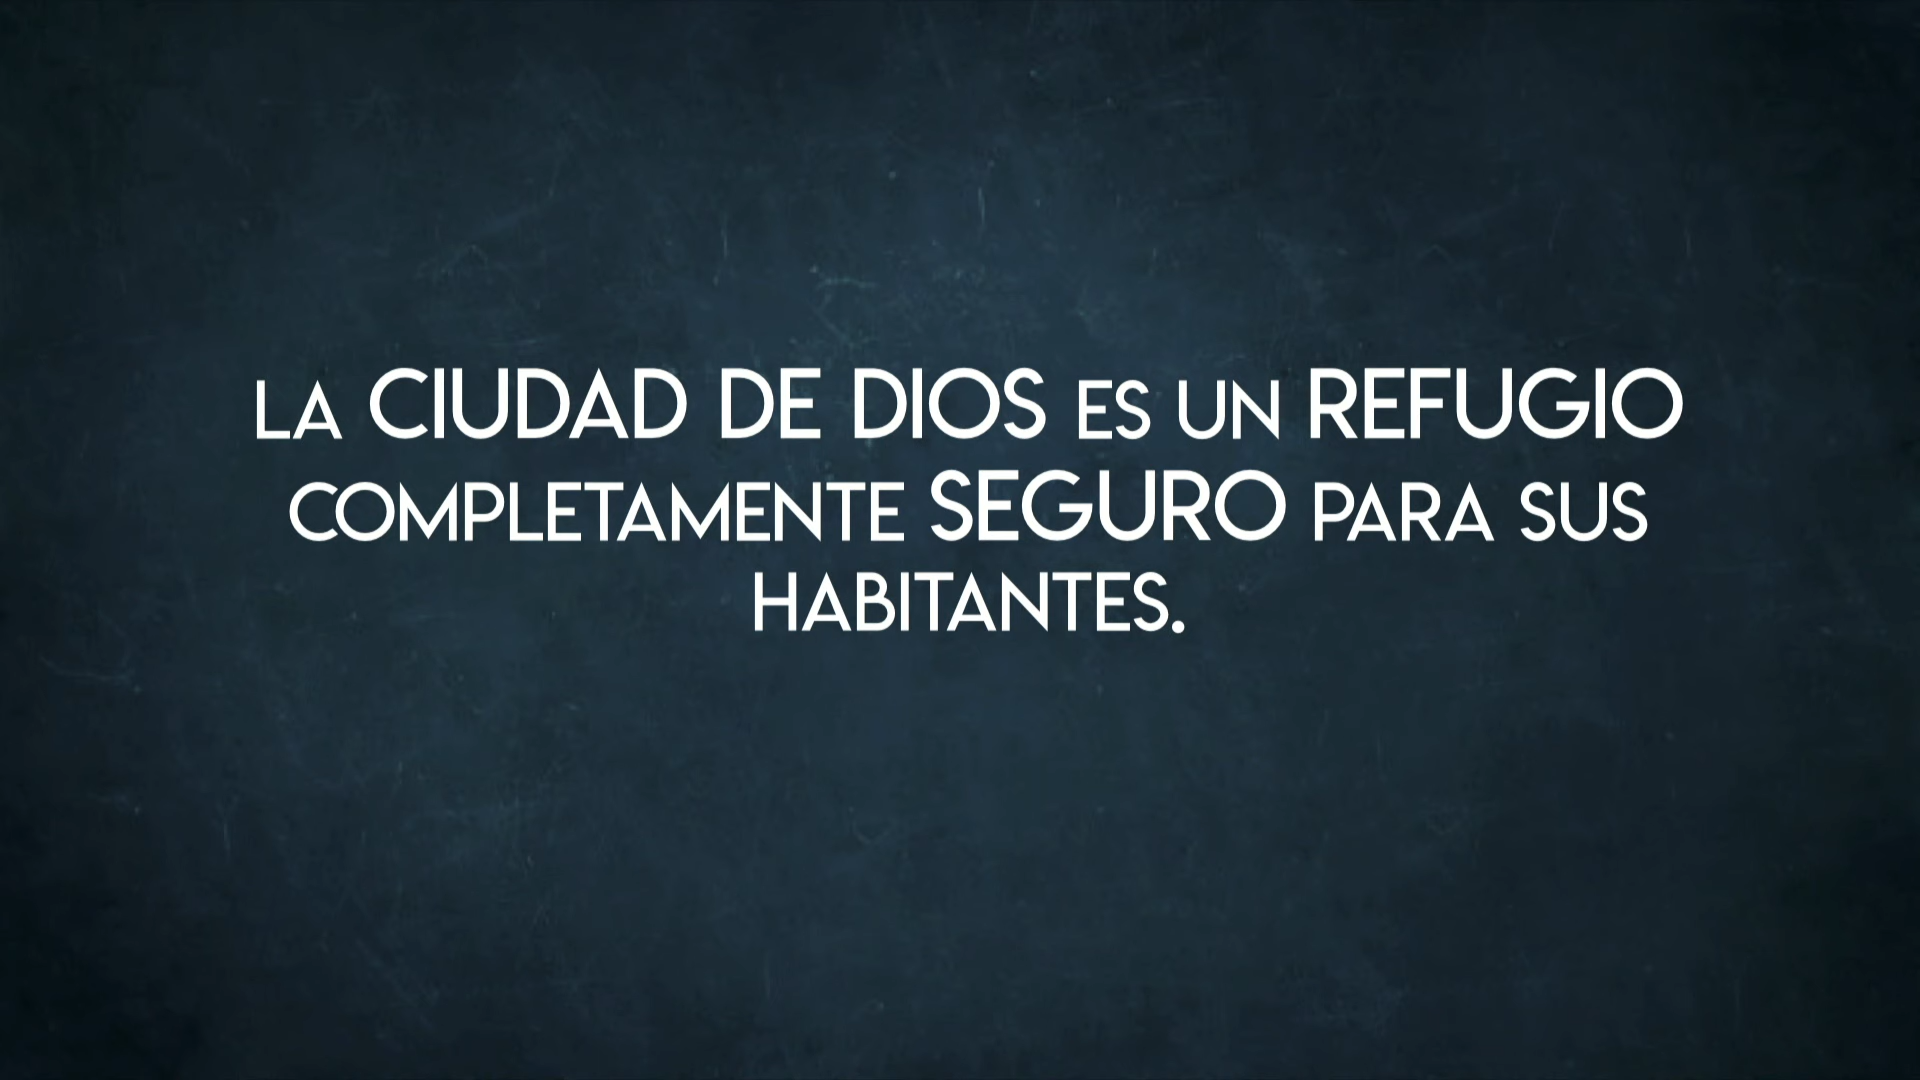 LA CIUDAD DE DIOS ES UN REFUGIO
COMPLETAMENTE SEGURO PARA SUS
HABITANTES.